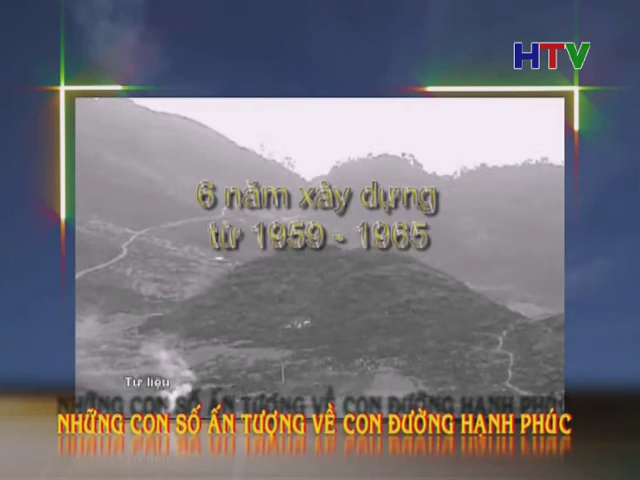 HTV
6 năm xây dựng
từ 1959 - 1965
Tư liệu
NHỮNG CON SỐ ẤN TƯỢNG VỀ CON ĐƯỜNG HẠNH PHÚC